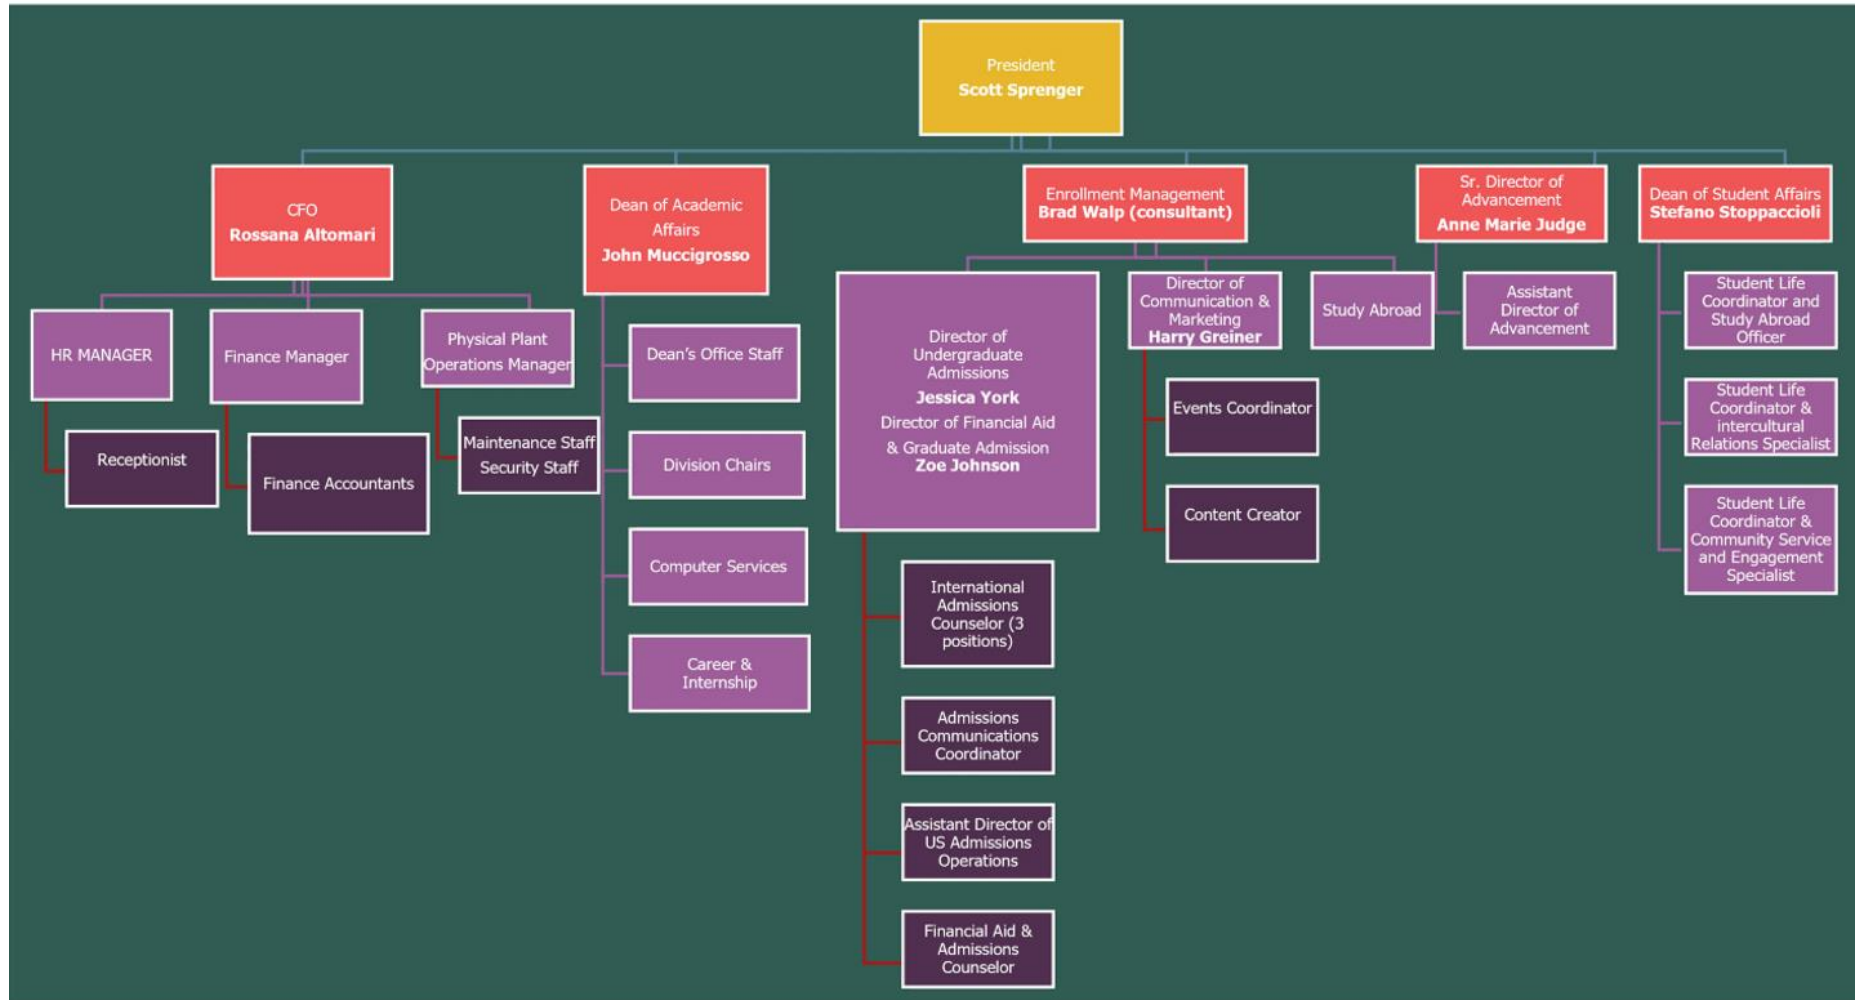 President
Scott Sprenger
CFO
Rossana Altomari
Dean of Academic
Affairs
John Muccigrosso
Enrollment Management
Brad Walp (consultant)
Sr. Director of
Advancement
Anne Marie Judge
Dean of Student Affairs
Stefano Stoppaccioli
HR MANAGER
Receptionist
Finance Manager
Finance Accountants
Physical Plant
Operations Manager
Maintenance Staff
Security Staff
Dean’s Office Staff
Division Chairs
Computer Services
Career &
Internship
Director of
Undergraduate
Admissions
Jessica York
Director of Financial Aid
& Graduate Admission
Zoe Johnson
International
Admissions
Counselor (3
positions)
Admissions
Communications
Coordinator
Assistant Director of
US Admissions
Operations
Financial Aid &
Admissions
Counselor
Director of
Communication &
Marketing
Harry Greiner
Events Coordinator
Content Creator
Study Abroad
Assistant
Director of
Advancement
Student Life
Coordinator and
Study Abroad
Officer
Student Life
Coordinator &
intercultural
Relations Specialist
Student Life
Coordinator &
Community Service
and Engagement
Specialist